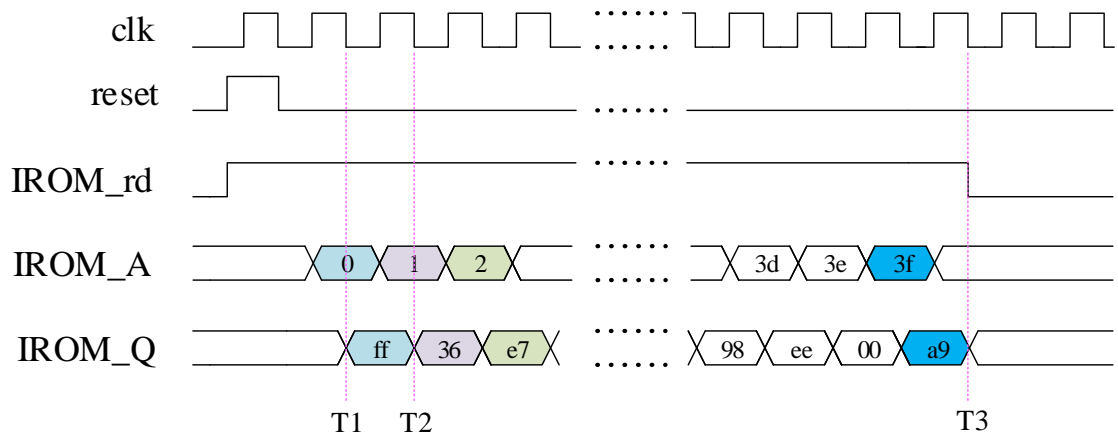 clk
reset
IROM_rd
IROM_A 0 1 2 3d 3e 3f
IROM_Q ff 36 e7 98 ee 00 a9
T1 T2 T3